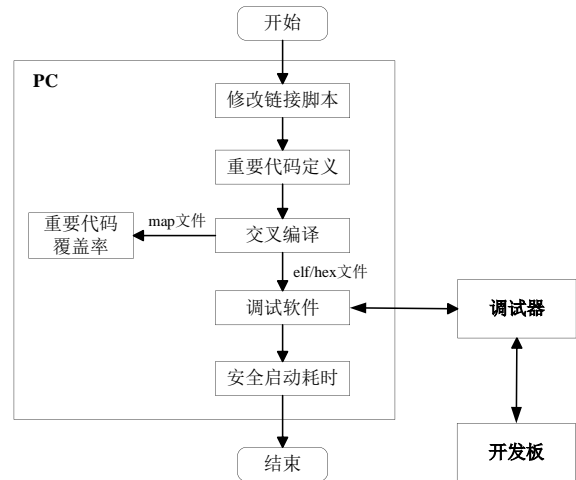 开始
PC
修改链接脚本
重要代码定义
重要代码
覆盖率
map文件
交叉编译
elf/hex文件
调试软件
调试器
安全启动耗时
开发板
结束